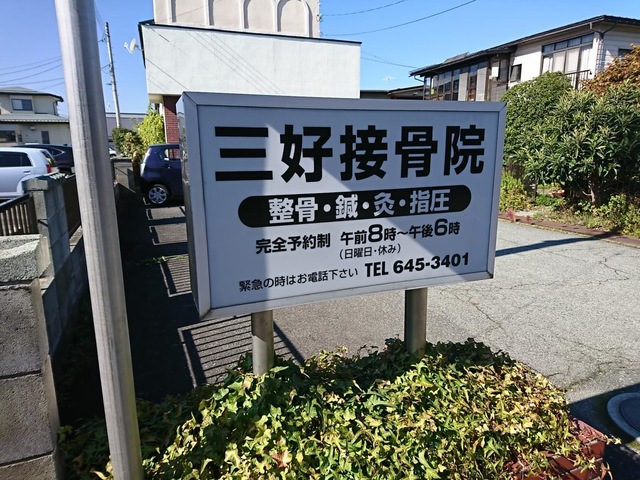 三好接骨院
整骨・鍼・灸・指圧
完全予約制 午前8時〜午後6時
(日曜日・休み)
緊急の時はお電話下さい TEL 645-3401